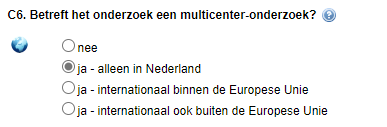 C6. Betreft het onderzoek een multicenter-onderzoek? ?
nee
ja - alleen in Nederland
ja - internationaal binnen de Europese Unie
ja - internationaal ook buiten de Europese Unie